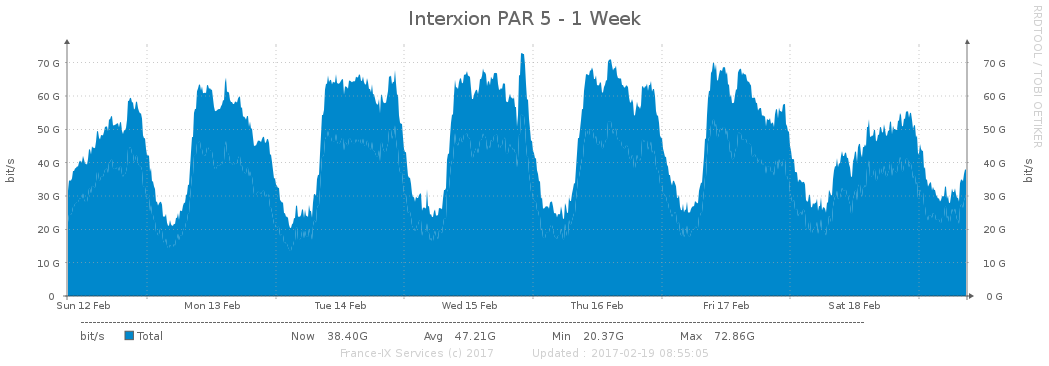 Interxion PAR 5 - 1 Week
RRDTOOL / TOBI OETIKER
bit/s
70 G
60 G
50 G
40 G
30 G
20 G
10 G
0
70 G
60 G
50 G
40 G
30 G
20 G
10 G
0 G
bit/s
Sun 12 Feb Mon 13 Feb Tue 14 Feb Wed 15 Feb Thu 16 Feb Fri 17 Feb Sat 18 Feb
bit/s Total Now 38.40G Avg 47.21G Min 20.37G Max 72.86G
France-IX Services (c) 2017 Updated : 2017-02-19 08:55:05